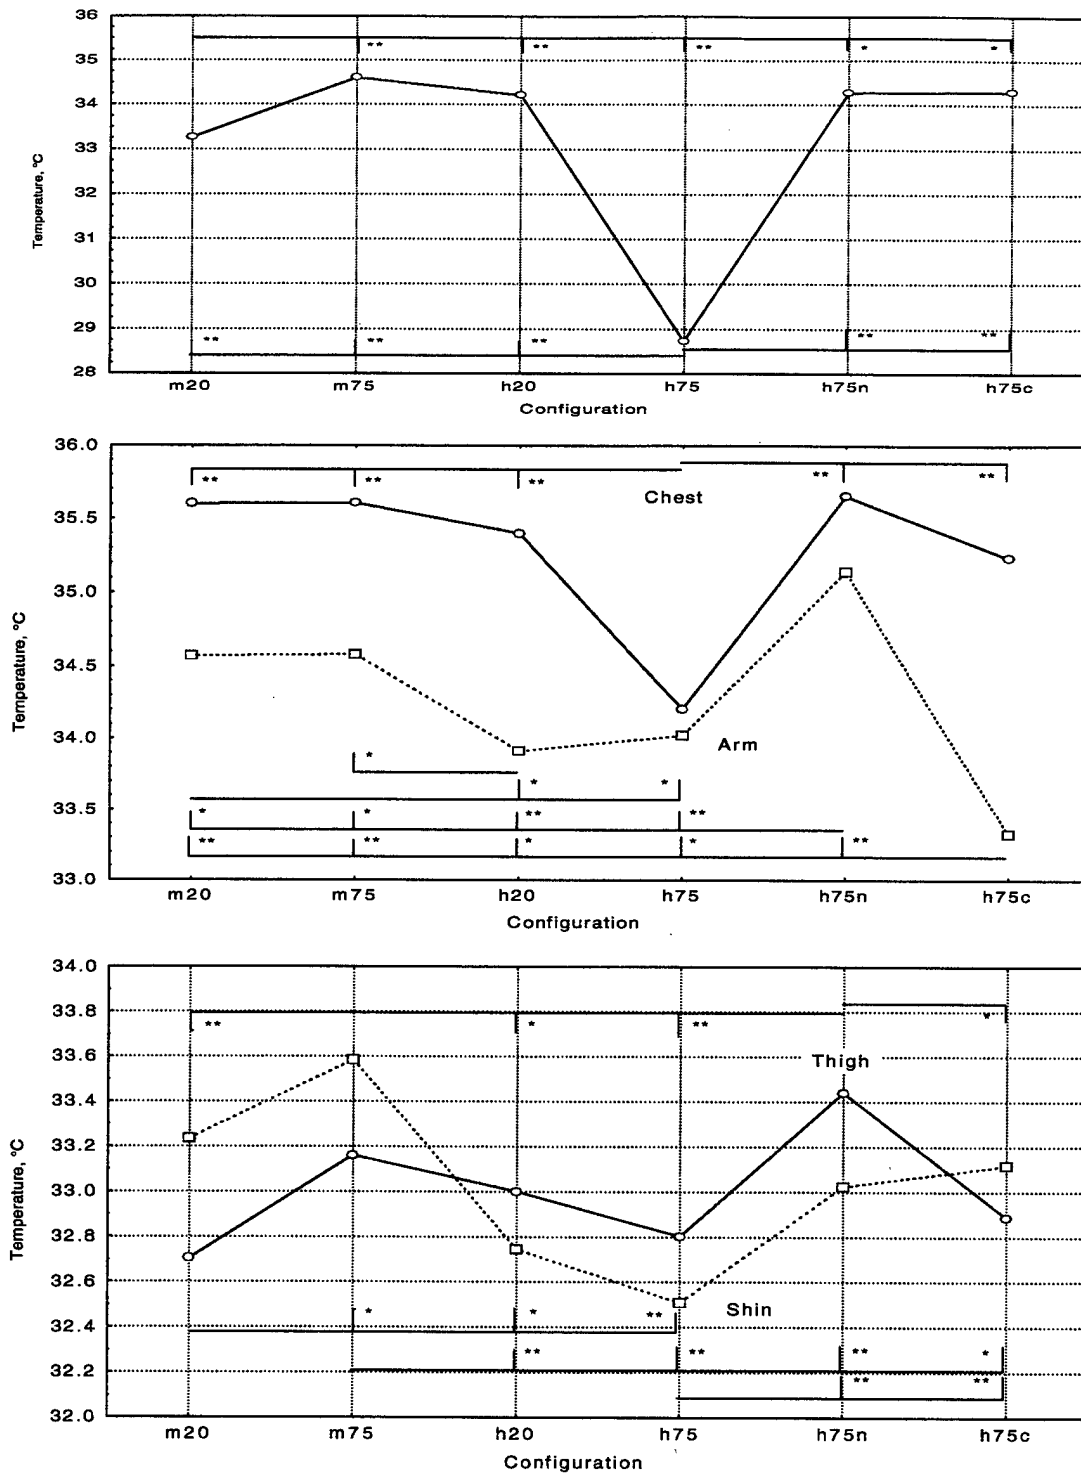 36
35
34
33
32
31
30
29
28
Temperature, °C
** ** ** * *
** ** ** ** **
m20 m75 h20 h75 h75n h75c
Configuration
36.0
35.5
35.0
34.5
34.0
33.5
33.0
Temperature, °C
** ** ** ** **
Chest
Arm
*
* *
* * ** **
** ** * * **
m20 m75 h20 h75 h75n h75c
Configuration
34.0
33.8
33.6
33.4
33.2
33.0
32.8
32.6
32.4
32.2
32.0
Temperature, °C
** * ** *
Thigh
Shin
* * **
** ** ** *
** **
m20 m75 h20 h75 h75n h75c
Configuration